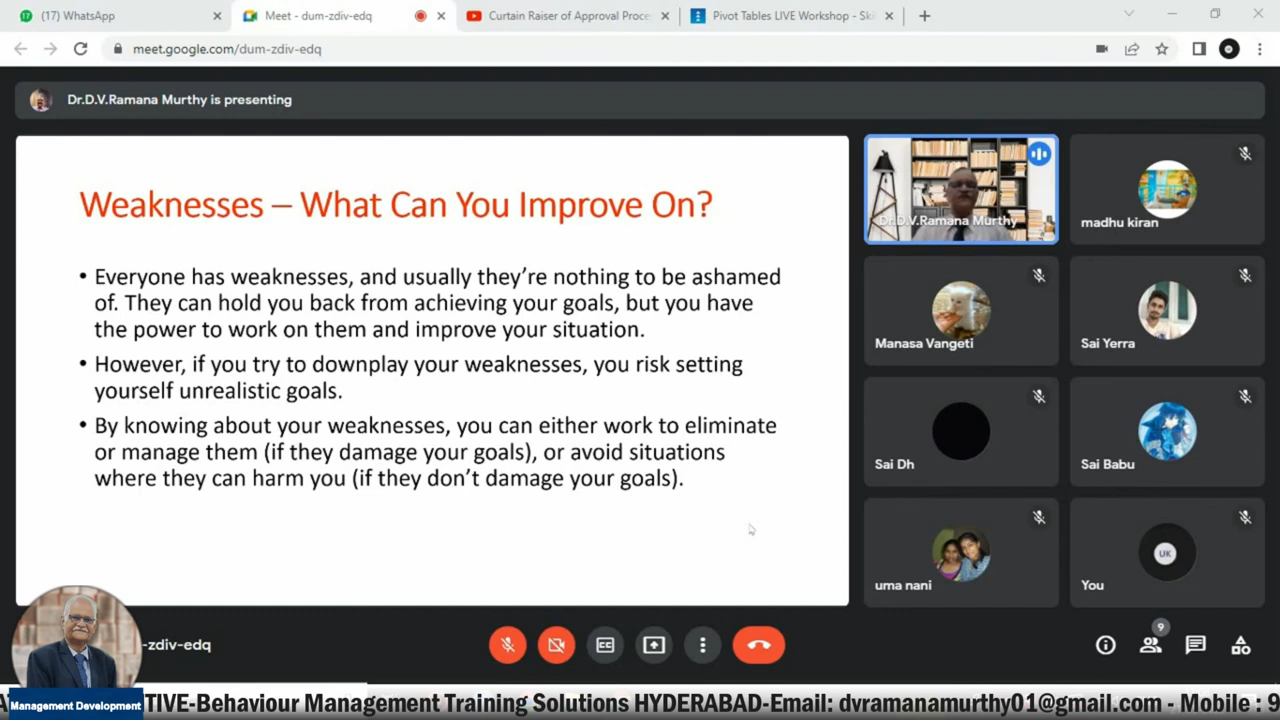 (17) WhatsApp
Meet - dum-zdiv-edq
Curtain Raiser of Approval Proce
Pivot Tables LIVE Workshop - Ski
meet.google.com/dum-zdiv-edq
Dr.D.V.Ramana Murthy is presenting
Weaknesses – What Can You Improve On?
• Everyone has weaknesses, and usually they’re nothing to be ashamed
of. They can hold you back from achieving your goals, but you have
the power to work on them and improve your situation.
• However, if you try to downplay your weaknesses, you risk setting
yourself unrealistic goals.
• By knowing about your weaknesses, you can either work to eliminate
or manage them (if they damage your goals), or avoid situations
where they can harm you (if they don’t damage your goals).
Dr.D.V.Ramana Murthy
madhu kiran
Manasa Vangeti
Sai Yerra
Sai Dh
Sai Babu
uma nani
UK
You
-zdiv-edq
CC
9
Management Development
TIVE-Behaviour Management Training Solutions HYDERABAD-Email: dvramanamurthy01@gmail.com - Mobile : 9